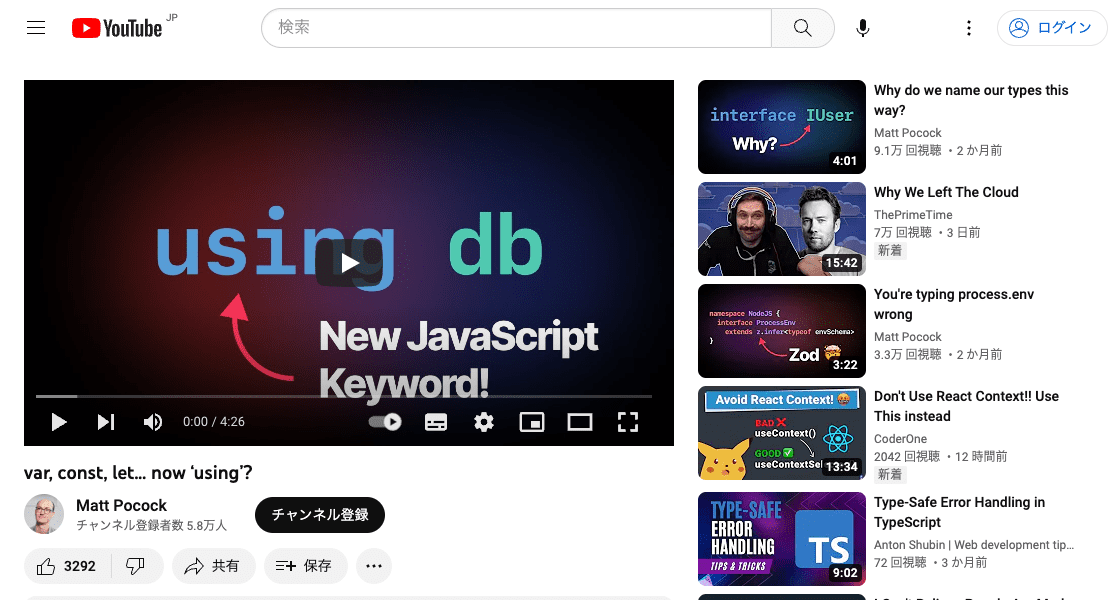 YouTube JP
検索
ログイン
using db
New JavaScript
Keyword!
0:00 / 4:26
var, const, let... now ‘using’?
Matt Pocock
チャンネル登録者数 5.8万人
チャンネル登録
3292
共有
保存
interface IUser
Why?
4:01
Why do we name our types this
way?
Matt Pocock
9.1万 回視聴 ・2 か月前
15:42
Why We Left The Cloud
ThePrimeTime
7万 回視聴 ・3 日前
新着
namespace NodeJS {
interface ProcessEnv
extends z.infer<typeof envSchema>
}
Zod
3:22
You're typing process.env
wrong
Matt Pocock
3.3万 回視聴 ・2 か月前
Avoid React Context!
BAD
useContext()
GOOD
useContextSel
13:34
Don't Use React Context!! Use
This instead
CoderOne
2042 回視聴 ・12 時間前
新着
TYPE-SAFE
ERROR
HANDLING
TIPS & TRICKS
TS
9:02
Type-Safe Error Handling in
TypeScript
Anton Shubin | Web development tip...
72 回視聴 ・3 か月前